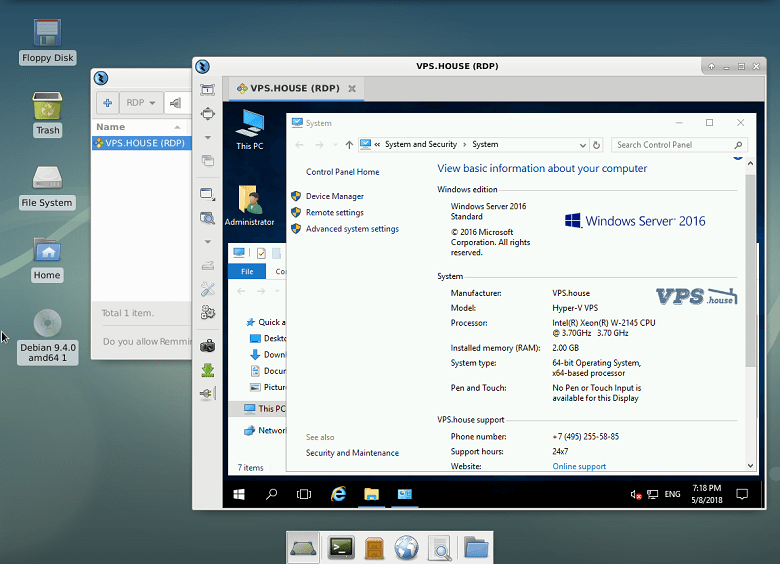 Floppy Disk
Trash
File System
Home
Debian 9.4.0
amd64 1
RDP
Name
VPS.HOUSE (RDP)
Total 1 item.
Do you allow Remmin
VPS.HOUSE (RDP)
VPS.HOUSE (RDP)
This PC
Administrator
File
Co
Quick a
Deskto
Downl
Docum
Picture
This PC
Network
7 items
System
« System and Security > System
Search Control Panel
Control Panel Home
Device Manager
Remote settings
Advanced system settings
See also
Security and Maintenance
View basic information about your computer
Windows edition
Windows Server 2016
Standard
© 2016 Microsoft
Corporation. All rights
reserved.
Windows Server® 2016
System
Manufacturer: VPS.house
Model: Hyper-V VPS
Processor: Intel(R) Xeon(R) W-2145 CPU
@ 3.70GHz 3.70 GHz
Installed memory (RAM): 2.00 GB
System type: 64-bit Operating System,
x64-based processor
Pen and Touch: No Pen or Touch Input is
available for this Display
VPS.house
VPS.house support
Phone number: +7 (495) 255-58-85
Support hours: 24x7
Website: Online support
ENG
7:18 PM
5/8/2018